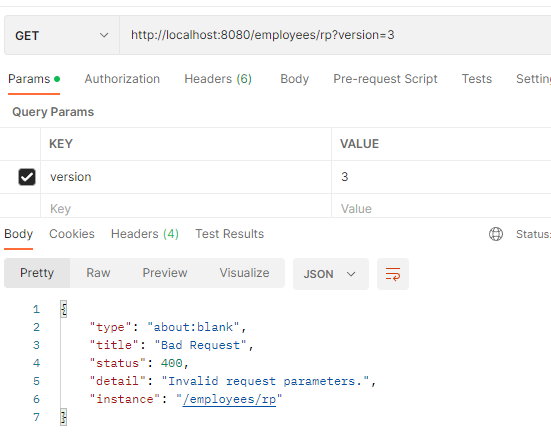 GET http://localhost:8080/employees/rp?version=3
Params Authorization Headers (6) Body Pre-request Script Tests Settin
Query Params
KEY VALUE
version 3
Key Value
Body Cookies Headers (4) Test Results Status:
Pretty Raw Preview Visualize JSON
1 {
2 "type": "about:blank",
3 "title": "Bad Request",
4 "status": 400,
5 "detail": "Invalid request parameters.",
6 "instance": "/employees/rp"
7 }